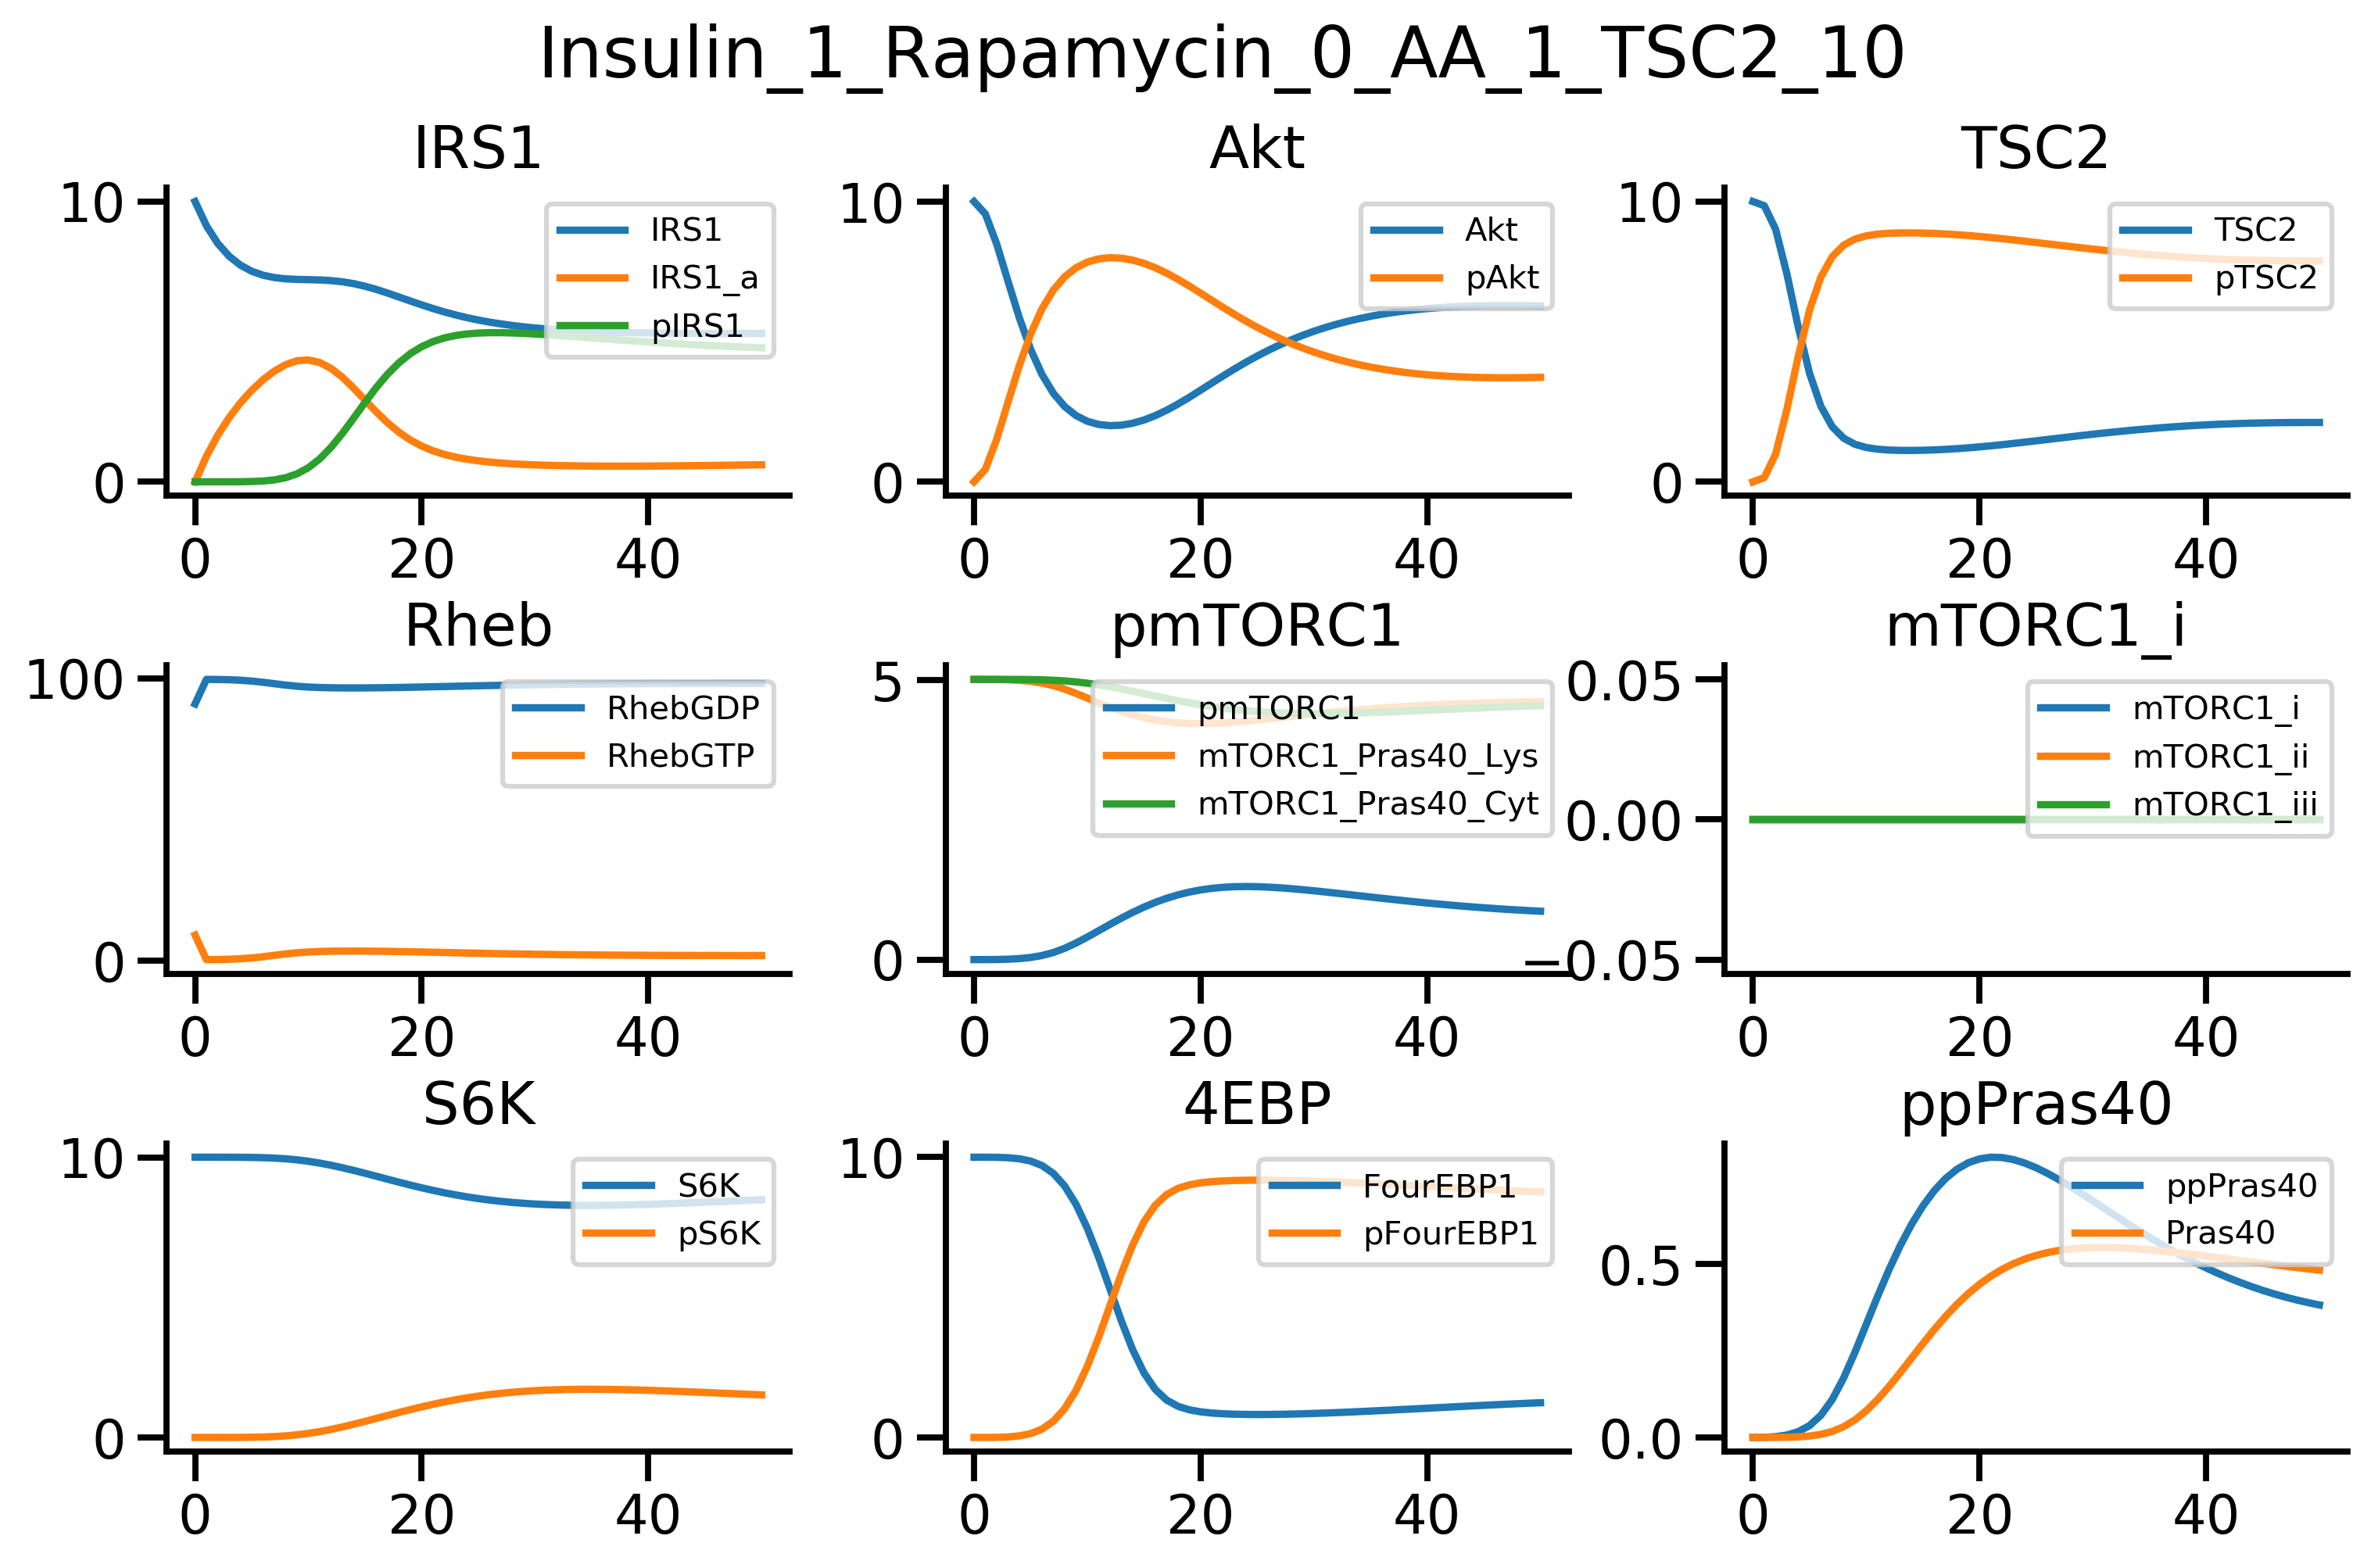 Insulin_1_Rapamycin_0_AA_1_TSC2_10
IRS1
10
0
0 20 40
IRS1
IRS1_a
pIRS1
Akt
10
0
0 20 40
Akt
pAkt
TSC2
10
0
0 20 40
TSC2
pTSC2
Rheb
100
0
0 20 40
RhebGDP
RhebGTP
pmTORC1
5
0
0 20 40
pmTORC1
mTORC1_Pras40_Lys
mTORC1_Pras40_Cyt
mTORC1_i
0.05
0.00
−0.05
0 20 40
mTORC1_i
mTORC1_ii
mTORC1_iii
S6K
10
0
0 20 40
S6K
pS6K
4EBP
10
0
0 20 40
FourEBP1
pFourEBP1
ppPras40
0.5
0.0
0 20 40
ppPras40
Pras40